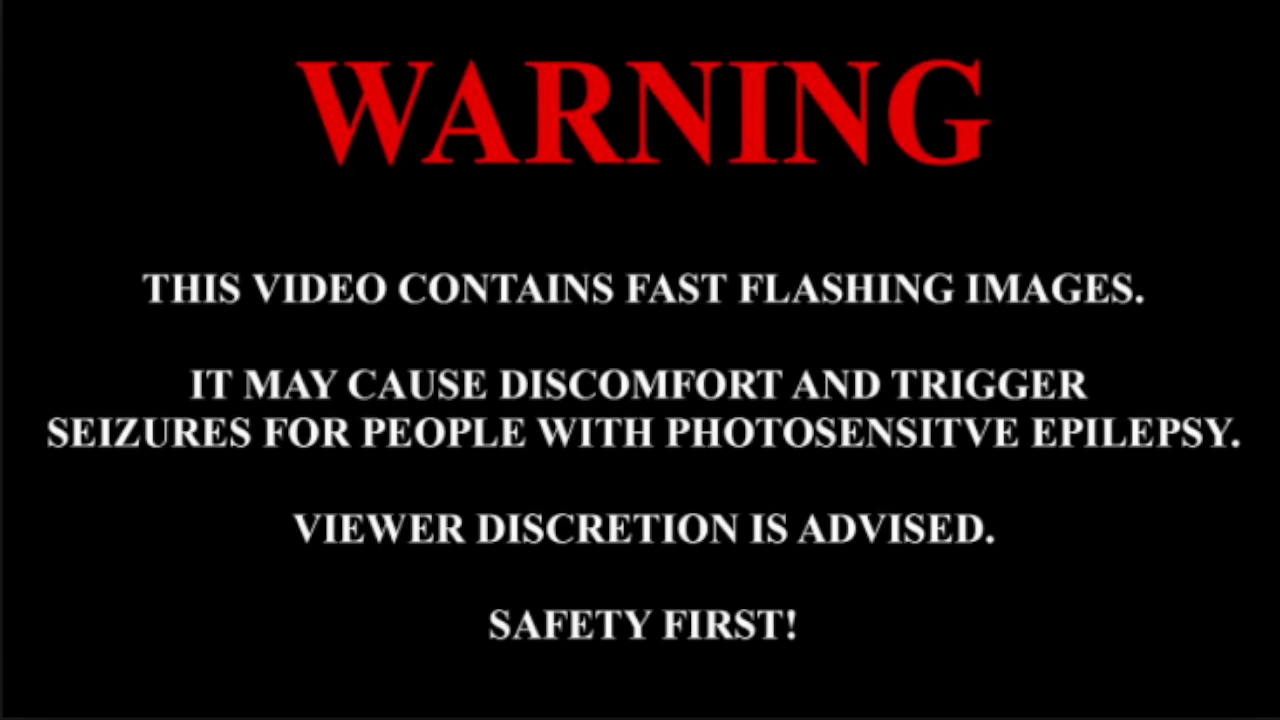 WARNING
THIS VIDEO CONTAINS FAST FLASHING IMAGES.
IT MAY CAUSE DISCOMFORT AND TRIGGER
SEIZURES FOR PEOPLE WITH PHOTOSENSITVE EPILEPSY.
VIEWER DISCRETION IS ADVISED.
SAFETY FIRST!